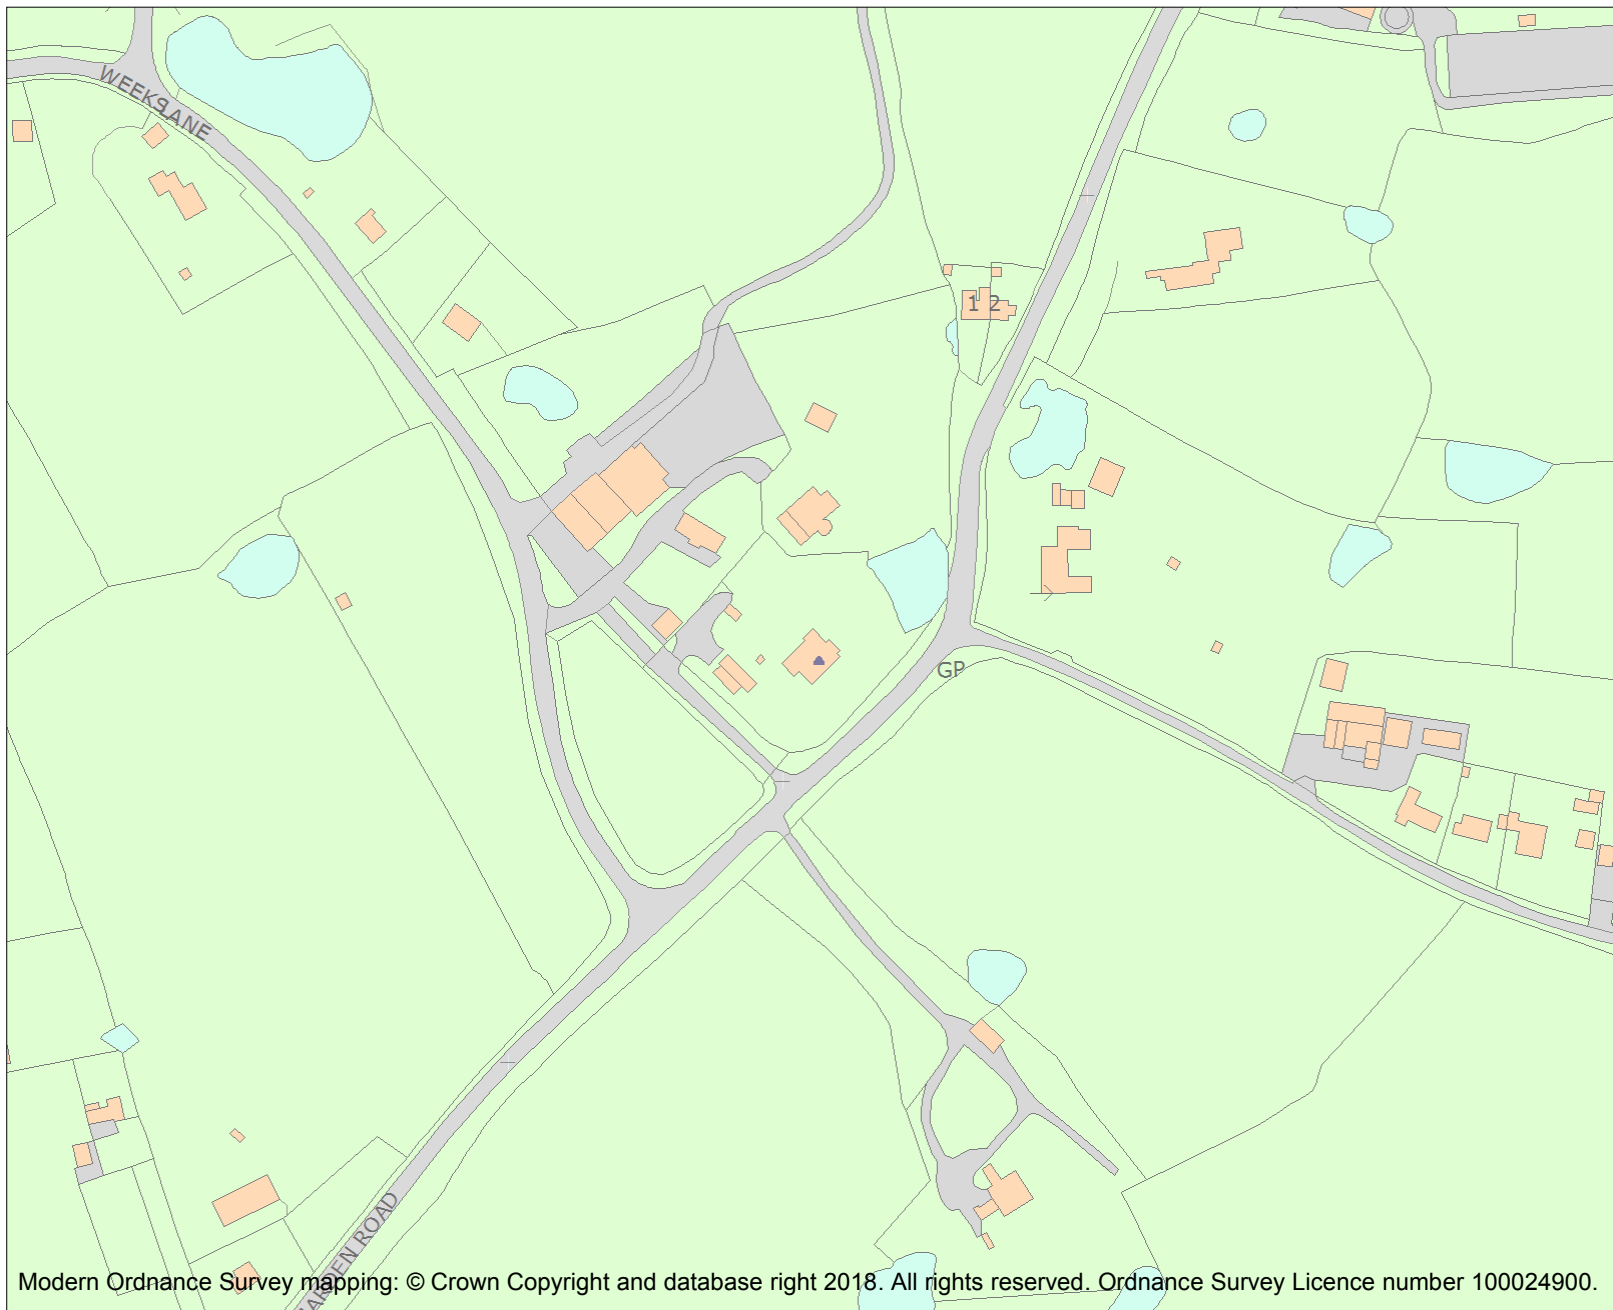 WEEKS LANE
1 2
GP
ARDEN ROAD
Modern Ordnance Survey mapping: © Crown Copyright and database right 2018. All rights reserved. Ordnance Survey Licence number 100024900.